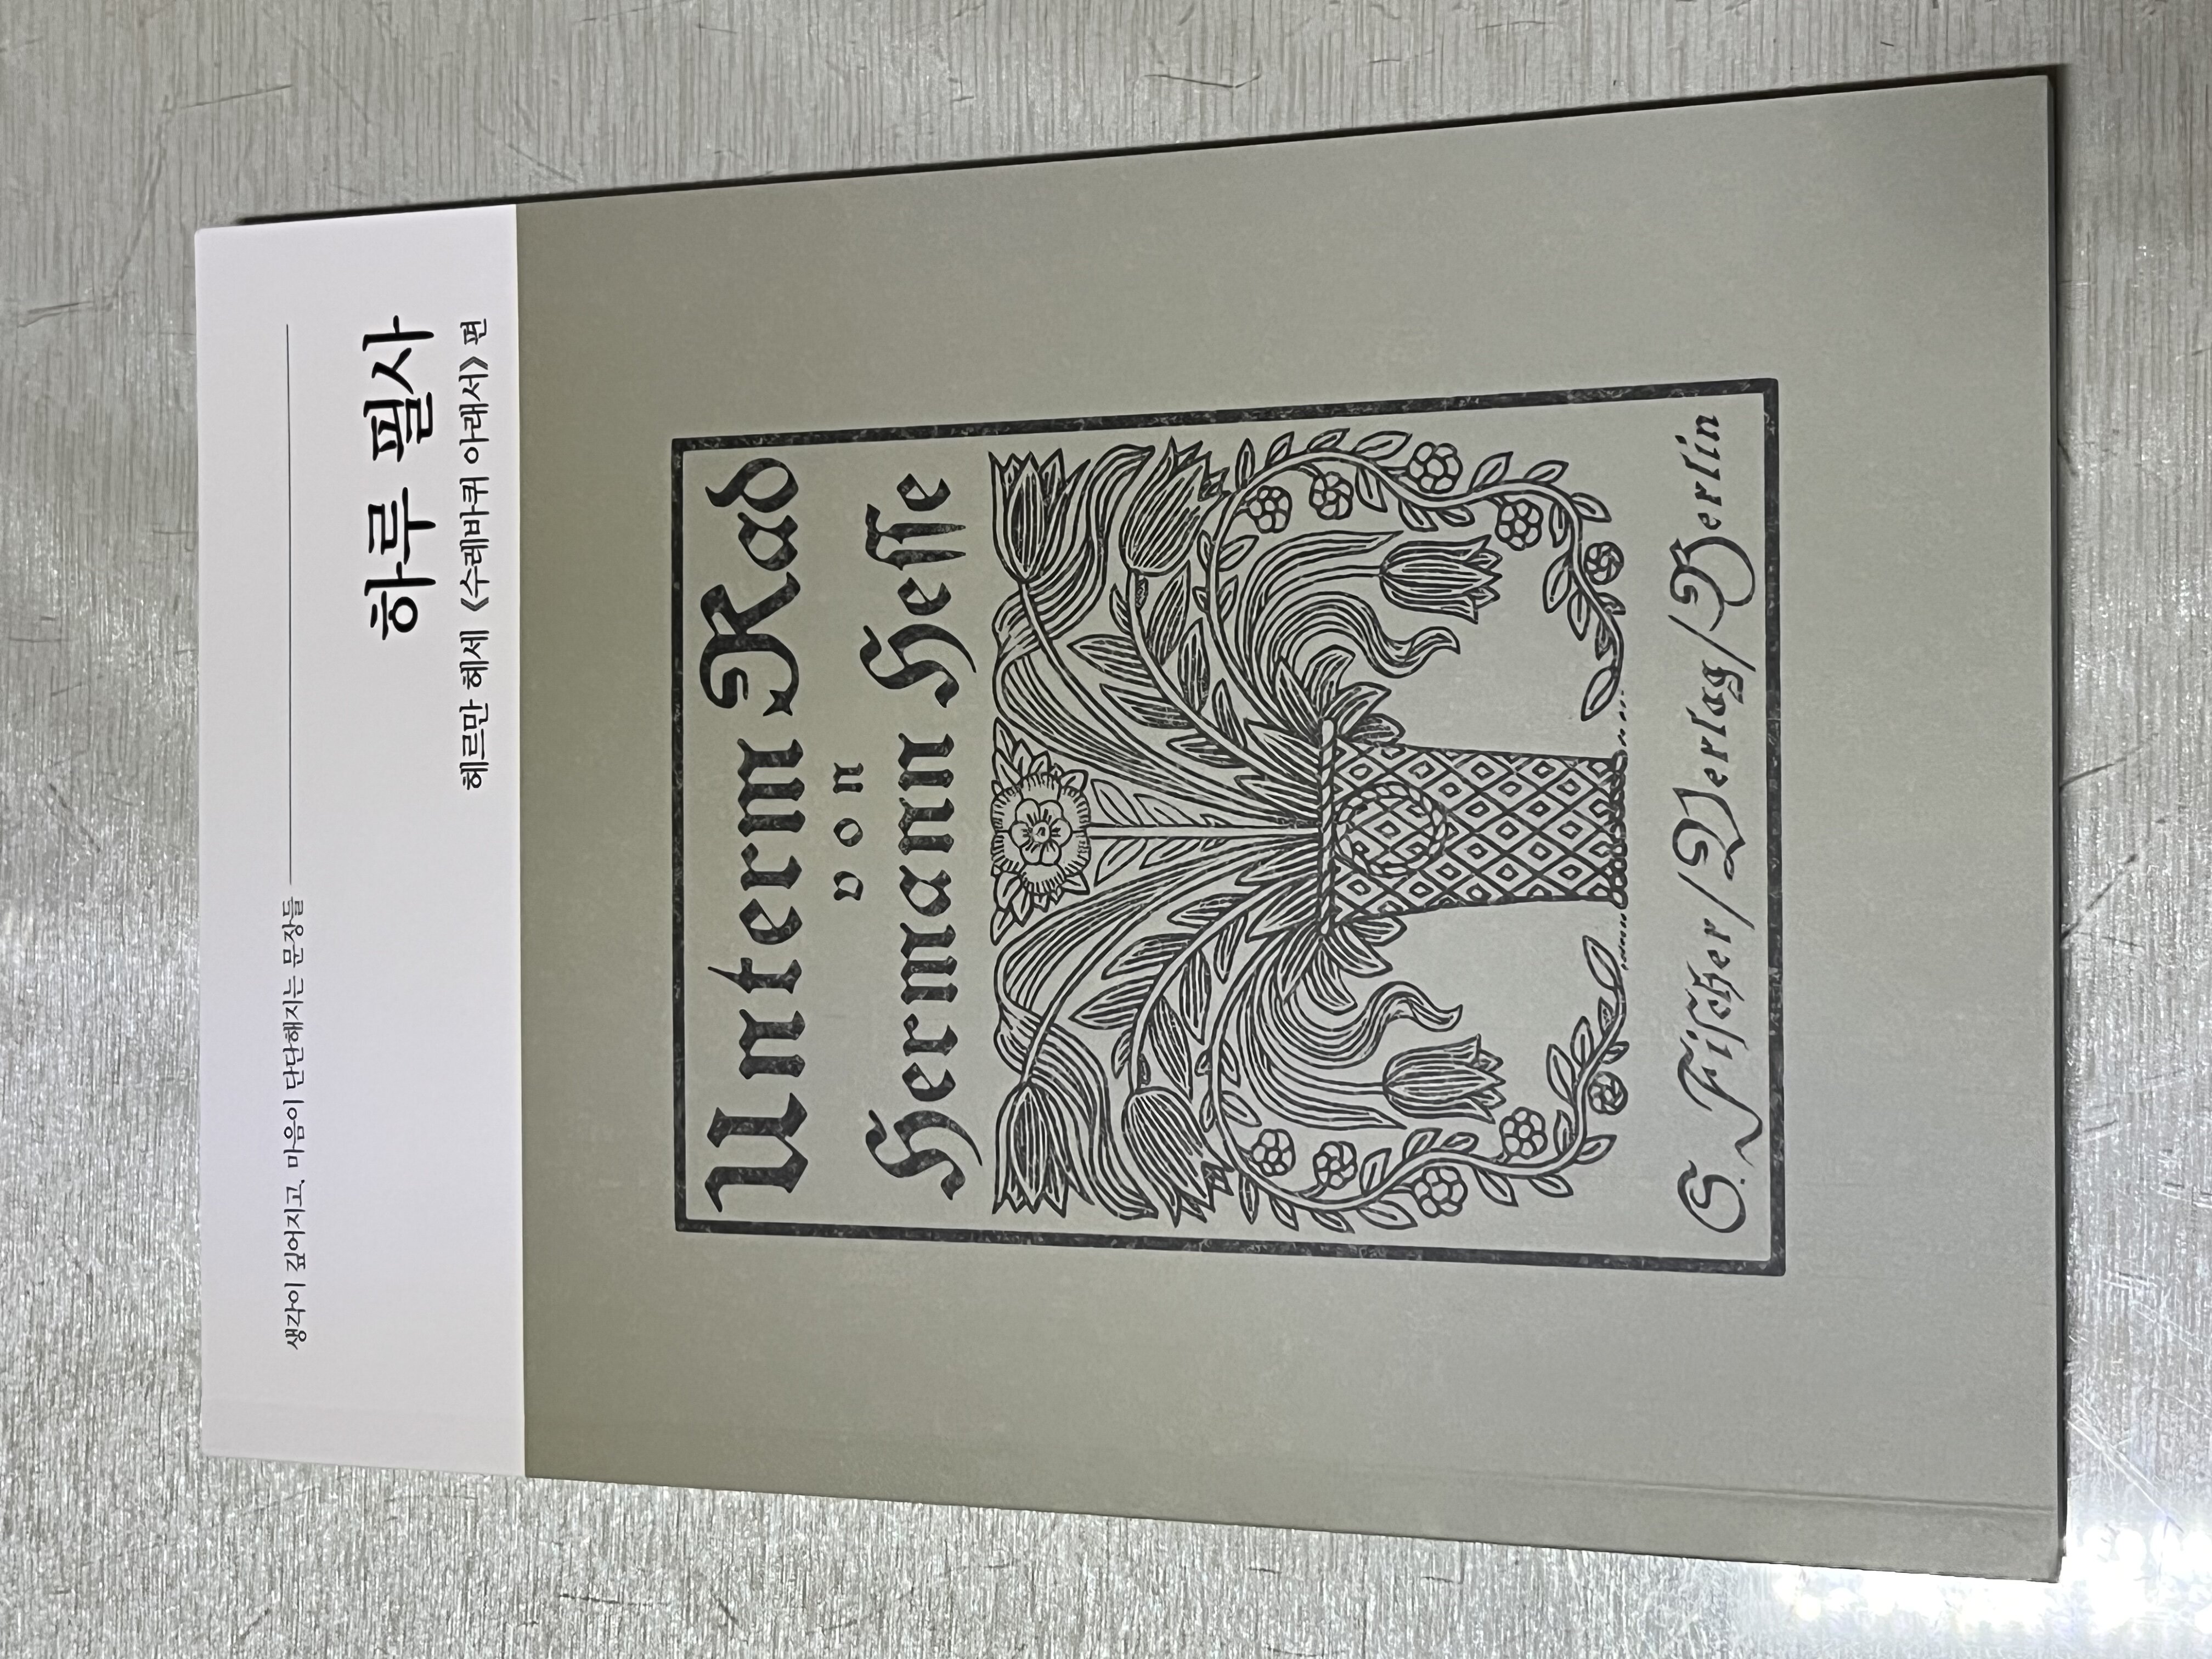 생각이 깊어지고, 마음이 단단해지는 문장들
하루 필사
헤르만 헤세 《수레바퀴 아래서》 편
Unterm Rad
von
Hermann Hesse
S. Fischer / Verlag / Berlin